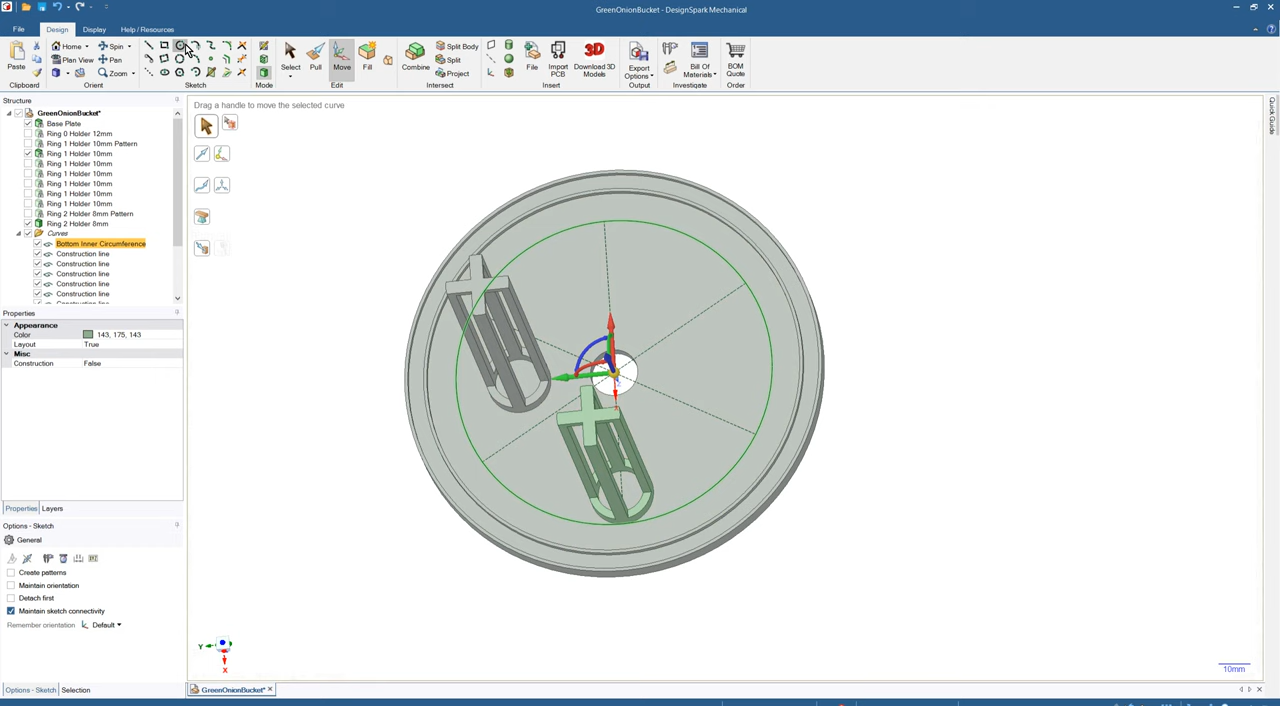 GreenOnionBucket - DesignSpark Mechanical
File
Design
Display
Help / Resources
Paste
Home
Plan View
Spin
Pan
Zoom
Select
Pull
Move
Fill
Combine
Split Body
Split
Project
File
Import
PCB
Download 3D
Models
Export
Options
Bill Of
Materials
BOM
Quote
Clipboard
Orient
Sketch
Mode
Edit
Intersect
Insert
Output
Investigate
Order
Structure
GreenOnionBucket*
Base Plate
Ring 0 Holder 12mm
Ring 1 Holder 10mm Pattern
Ring 1 Holder 10mm
Ring 1 Holder 10mm
Ring 1 Holder 10mm
Ring 1 Holder 10mm
Ring 1 Holder 10mm
Ring 1 Holder 10mm
Ring 2 Holder 8mm Pattern
Ring 2 Holder 8mm
Curves
Bottom Inner Circumference
Construction line
Construction line
Construction line
Construction line
Construction line
Properties
Appearance
Color 143, 175, 143
Layout True
Misc
Construction False
Properties Layers
Options - Sketch
General
Create patterns
Maintain orientation
Detach first
Maintain sketch connectivity
Remember orientation Default
Options - Sketch Selection
Drag a handle to move the selected curve
Quick Guide
Y
X
10mm
GreenOnionBucket*